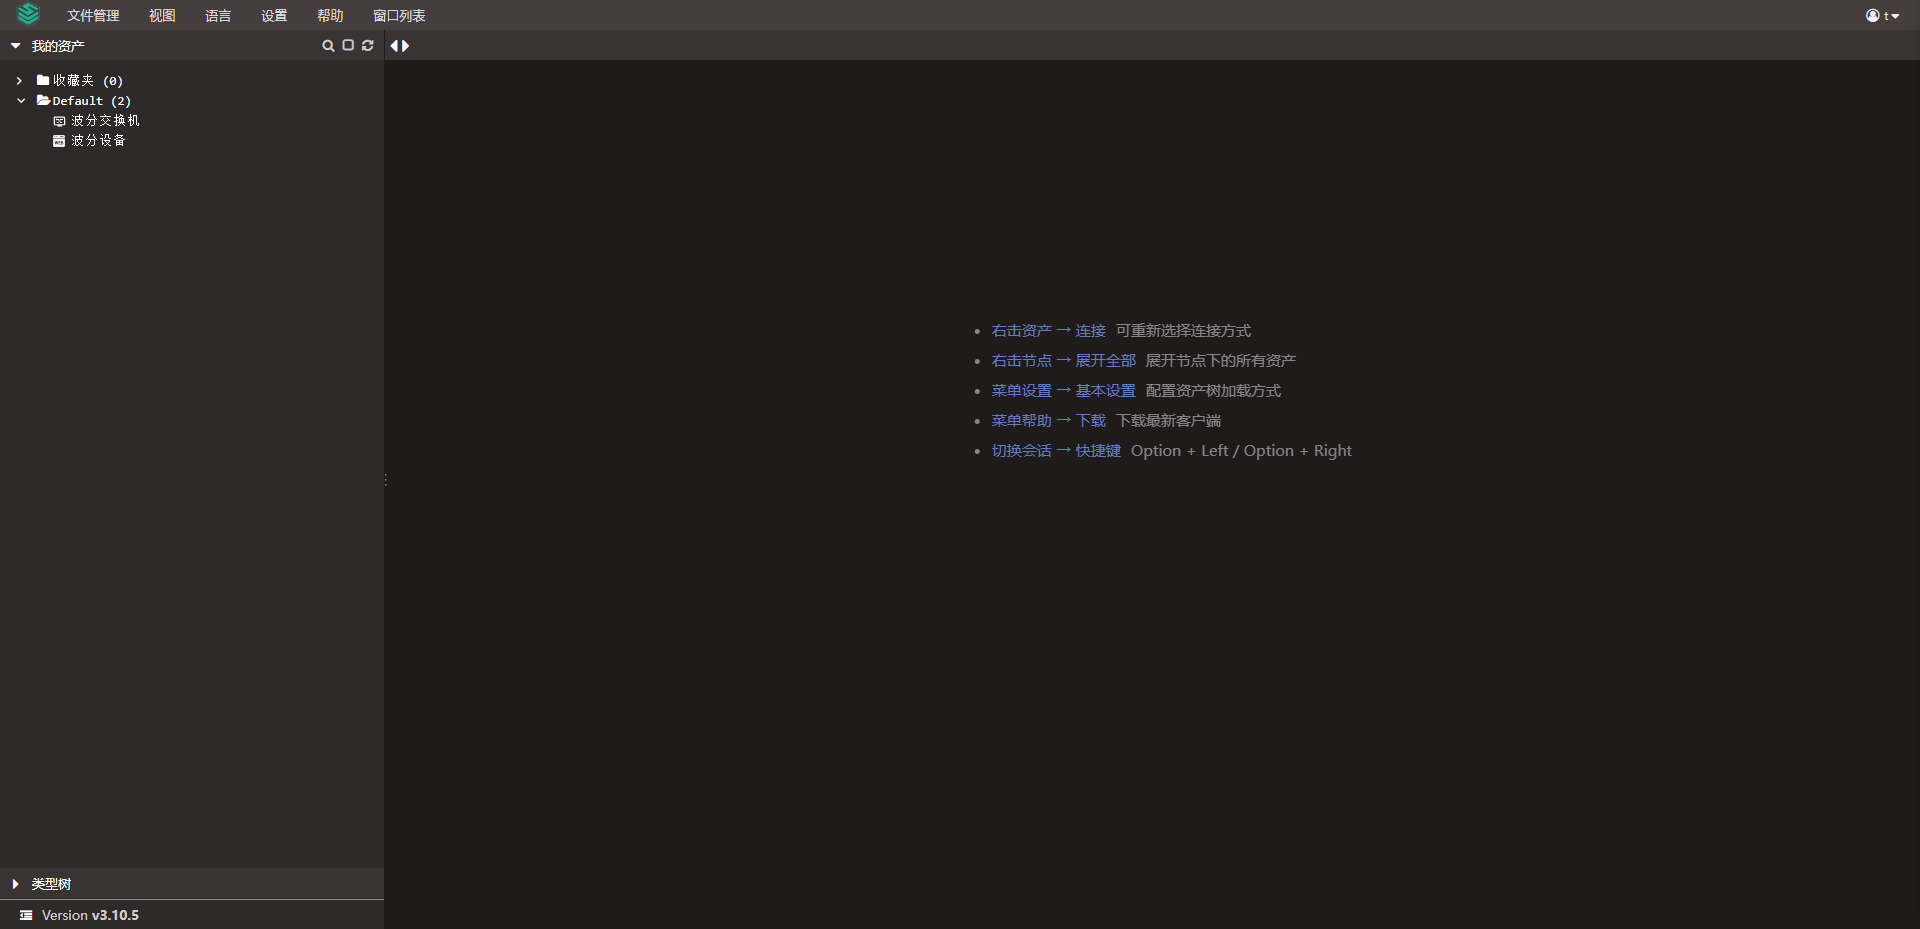 文件管理 视图 语言 设置 帮助 窗口列表 t
我的资产
收藏夹 (0)
Default (2)
波分交换机
波分设备
右击资产 → 连接 可重新选择连接方式
右击节点 → 展开全部 展开节点下的所有资产
菜单设置 → 基本设置 配置资产树加载方式
菜单帮助 → 下载 下载最新客户端
切换会话 → 快捷键 Option + Left / Option + Right
类型树
Version v3.10.5